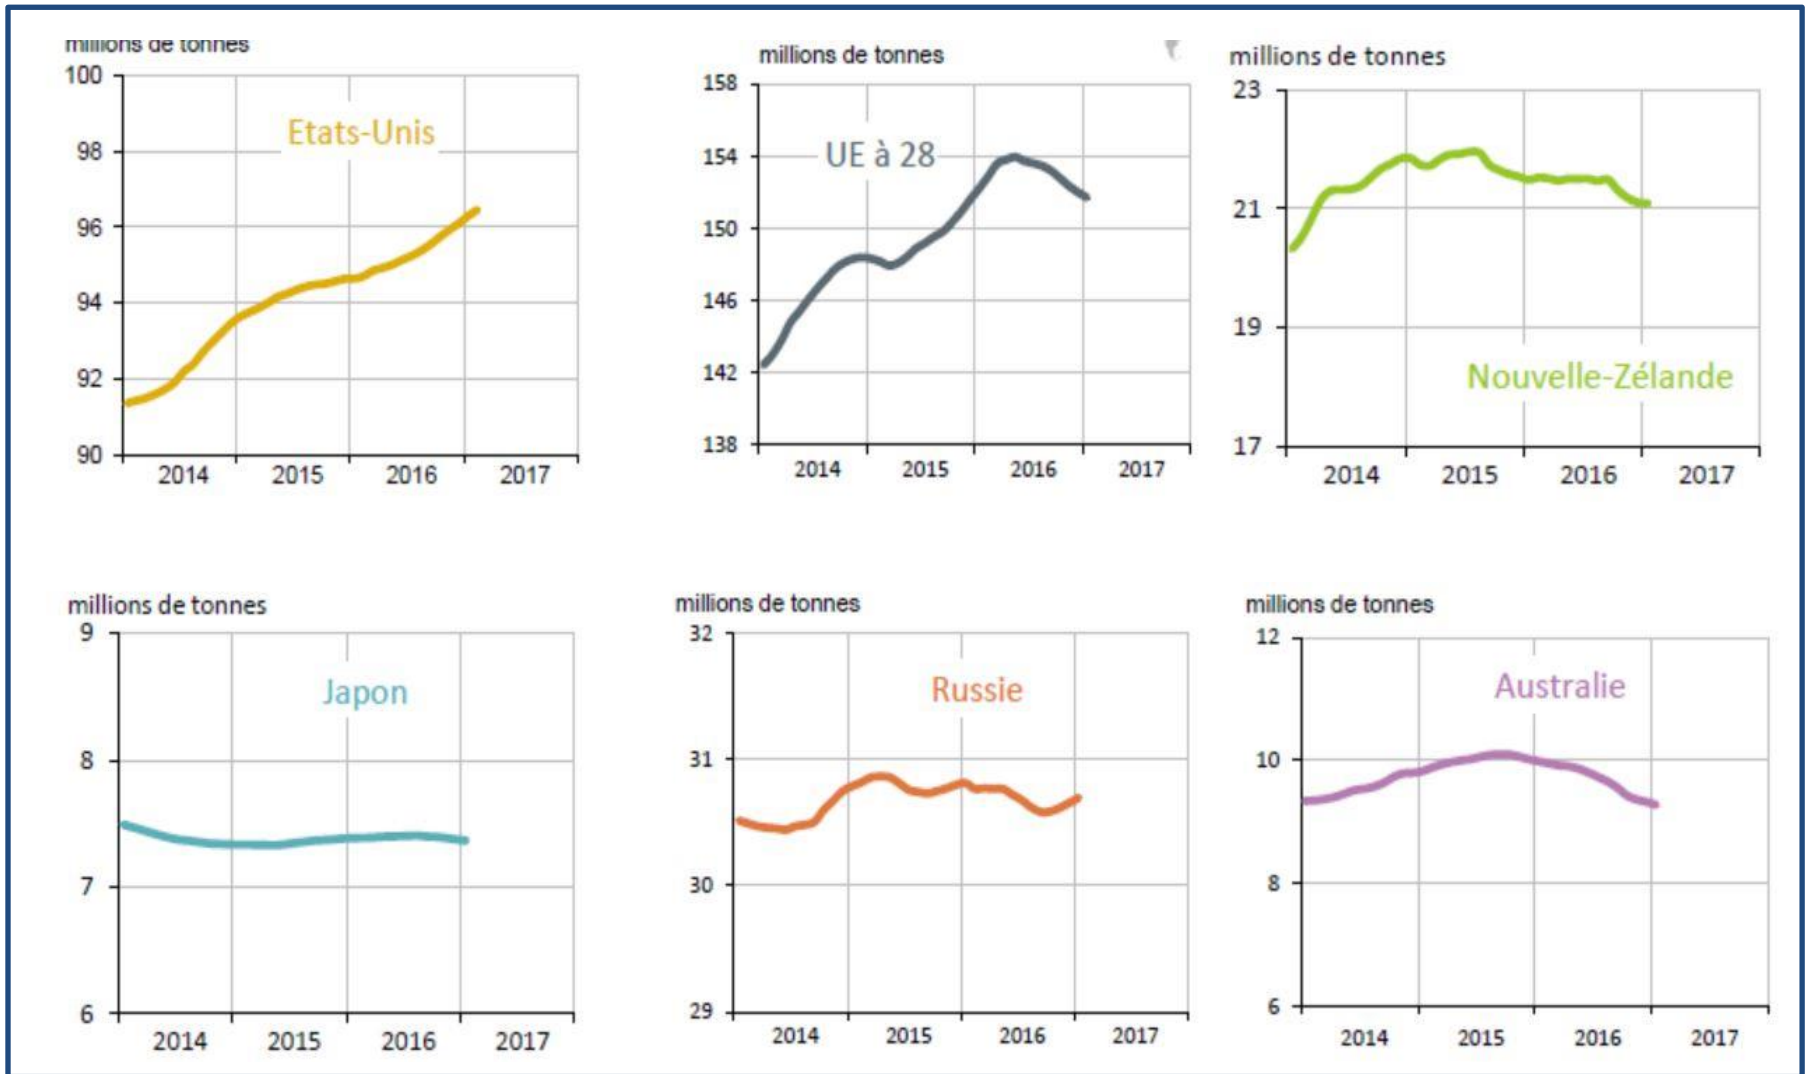 millions de tonnes
100
98
96
94
92
90
2014 2015 2016 2017
Etats-Unis
millions de tonnes
158
154
150
146
142
138
2014 2015 2016 2017
UE à 28
millions de tonnes
23
21
19
17
2014 2015 2016 2017
Nouvelle-Zélande
millions de tonnes
9
8
7
6
2014 2015 2016 2017
Japon
millions de tonnes
32
31
30
29
2014 2015 2016 2017
Russie
millions de tonnes
12
10
8
6
2014 2015 2016 2017
Australie